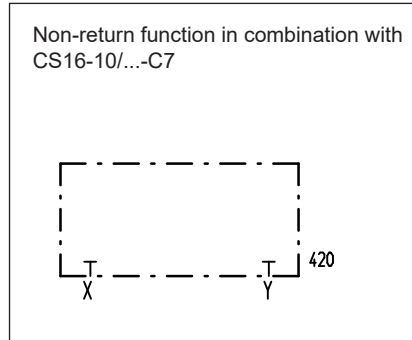 Non-return function in combination with
CS16-10/...-C7
420
X Y